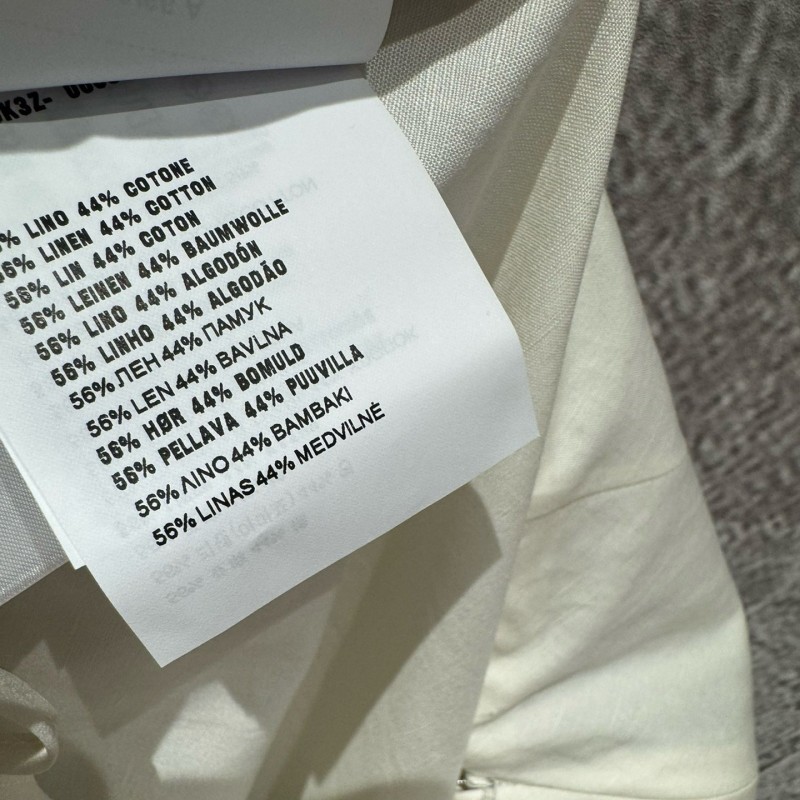 % LINO 44% COTONE
56% LINEN 44% COTTON
56% LIN 44% COTON
56% LEINEN 44% BAUMWOLLE
56% LINO 44% ALGODÓN
56% LINHO 44% ALGODÃO
56% ЛЕН 44% ПАМУК
56% LEN 44% BAVLNA
56% HØR 44% BOMULD
56% PELLAVA 44% PUUVILLA
56% ΛΙΝΟ 44% ΒΑΜΒΑΚΙ
56% LINAS 44% MEDVILNĖ